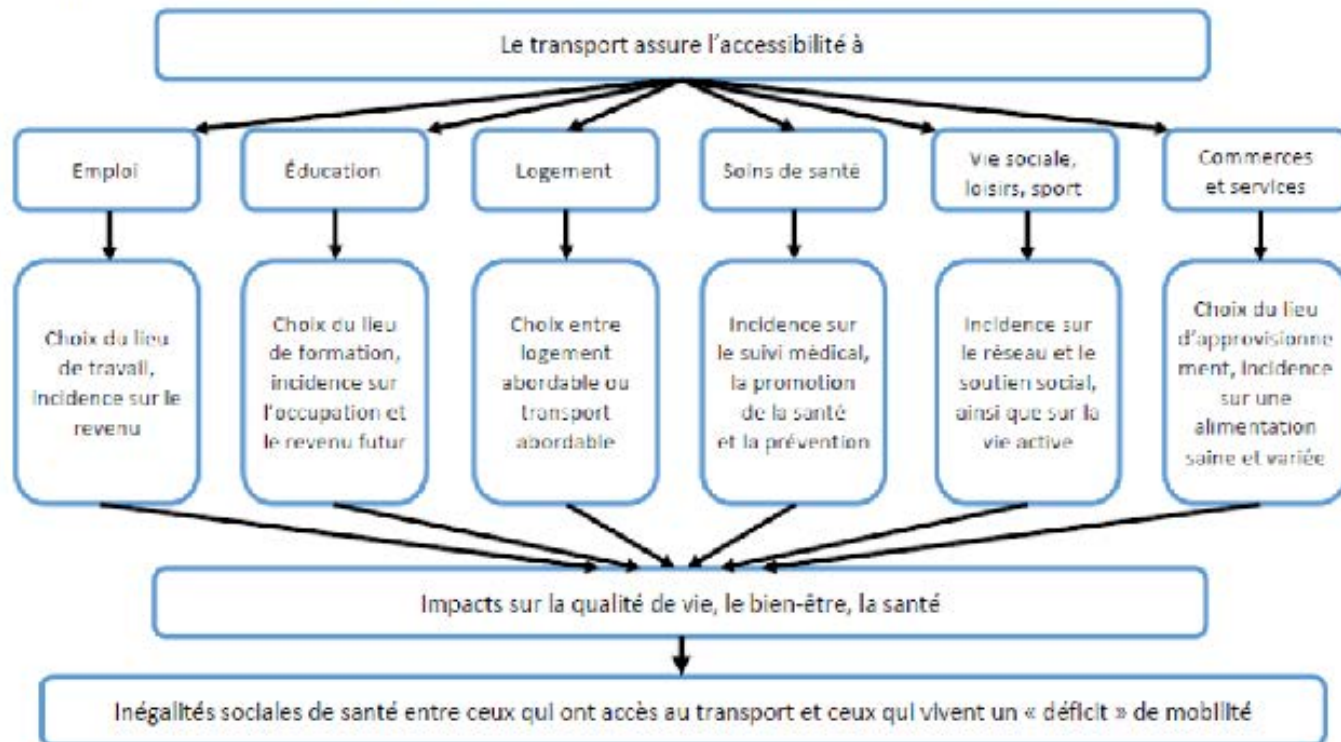 Le transport assure l'accessibilité à
Emploi
Éducation
Logement
Soins de santé
Vie sociale,
loisirs, sport
Commerces
et services
Choix du lieu
de travail,
incidence sur le
revenu
Choix du lieu
de formation,
incidence sur
l'occupation et
le revenu futur
Choix entre
logement
abordable ou
transport
abordable
Incidence sur
le suivi médical,
la promotion
de la santé
et la prévention
Incidence sur
le réseau et le
soutien social,
ainsi que sur la
vie active
Choix du lieu
d'approvisionne
ment, incidence
sur une
alimentation
saine et variée
Impacts sur la qualité de vie, le bien-être, la santé
Inégalités sociales de santé entre ceux qui ont accès au transport et ceux qui vivent un « déficit » de mobilité